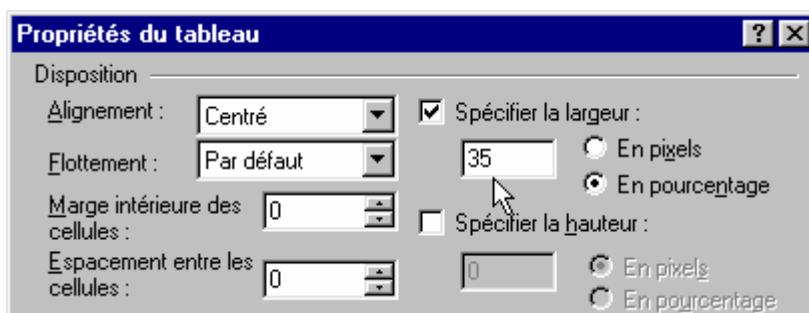 Propriétés du tableau
Disposition
Alignement : Centré
Spécifier la largeur :
Flottement : Par défaut
35
En pixels
En pourcentage
Marge intérieure des
cellules : 0
Spécifier la hauteur :
Espacement entre les
cellules : 0
0
En pixels
En pourcentage